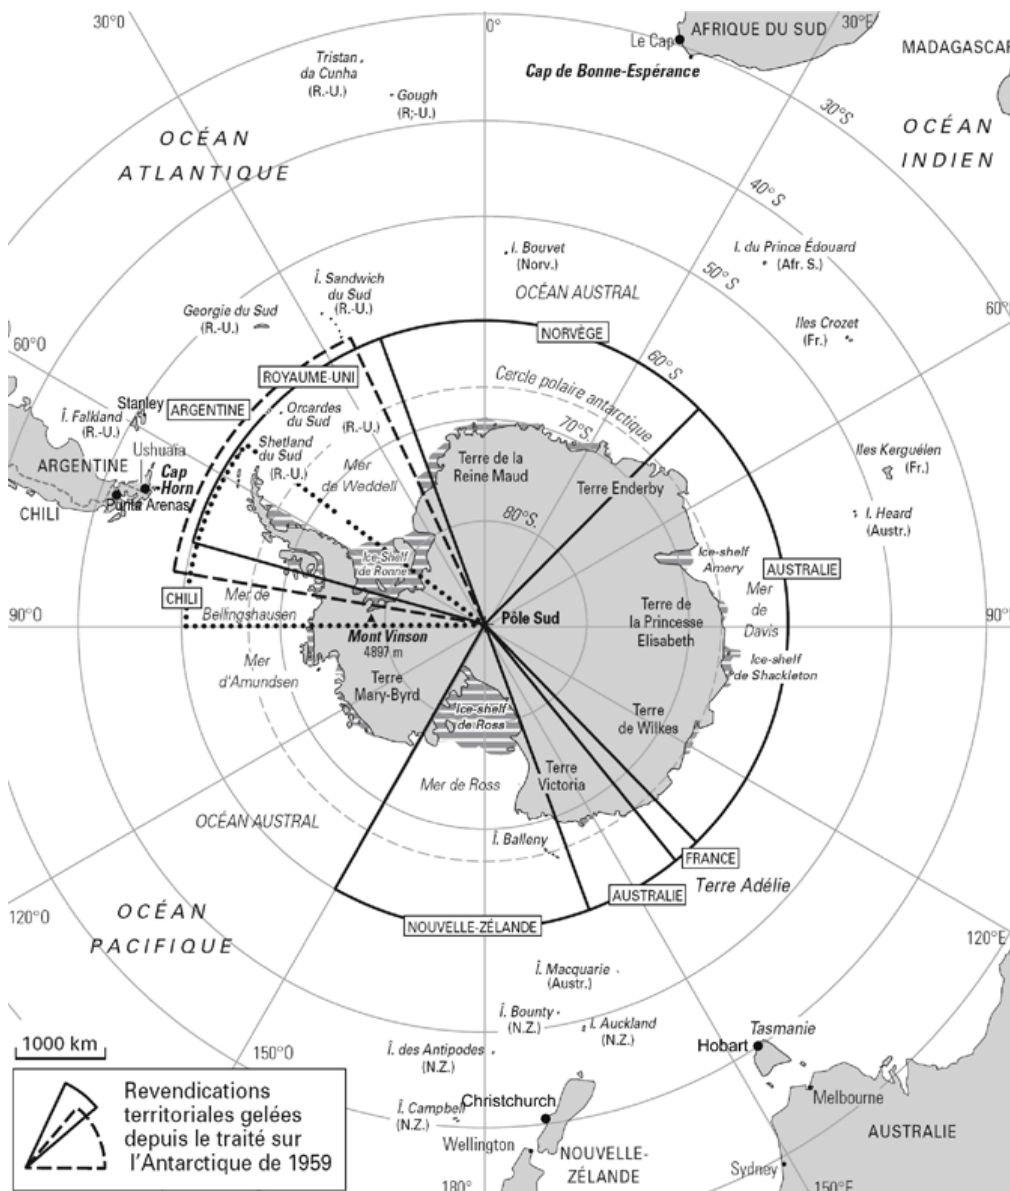 30°O
0°
30°E
AFRIQUE DU SUD
Le Cap
Cap de Bonne-Espérance
MADAGASCAR
Tristan
da Cunha
(R.-U.)
Gough
(R;-U.)
30°S
OCÉAN
ATLANTIQUE
OCÉAN
INDIEN
40°S
I. Bouvet
(Norv.)
I. du Prince Édouard
(Afr. S.)
50°S
Î. Sandwich
du Sud
(R.-U.)
OCÉAN AUSTRAL
Georgie du Sud
(R.-U.)
NORVÈGE
Iles Crozet
(Fr.)
60°E
60°O
60°S
ROYAUME-UNI
Cercle polaire antarctique
Stanley
ARGENTINE
Î. Falkland
(R.-U.)
Orcardes
du Sud
(R.-U.)
70°S
Ushuaïa
Shetland
du Sud
(R.-U.)
Mer
de Weddell
Terre de la
Reine Maud
Terre Enderby
Iles Kerguélen
(Fr.)
ARGENTINE
Cap
Horn
Punta Arenas
CHILI
80°S.
I. Heard
(Austr.)
Ice-Shelf
de Ronne
Ice-shelf
Amery
AUSTRALIE
CHILI
Mer de
Bellingshausen
Mer
de
Davis
90°O
Pôle Sud
Terre de
la Princesse
Elisabeth
90°E
Mont Vinson
4897 m
Mer
d'Amundsen
Terre
Mary-Byrd
Ice-shelf
de Shackleton
Ice-shelf
de Ross
Terre
de Wilkes
Terre
Victoria
Mer de Ross
OCÉAN AUSTRAL
Î. Balleny
FRANCE
Terre Adélie
AUSTRALIE
NOUVELLE-ZÉLANDE
120°O
OCÉAN
PACIFIQUE
120°E
Î. Macquarie
(Austr.)
Î. Bounty
(N.Z.)
I. Auckland
(N.Z.)
Tasmanie
Hobart
1000 km
150°O
Î. des Antipodes
(N.Z.)
Melbourne
Revendications
territoriales gelées
depuis le traité sur
l'Antarctique de 1959
Î. Campbell
(N.Z.)
Christchurch
Wellington
NOUVELLE-
ZÉLANDE
AUSTRALIE
Sydney
180°
150°E